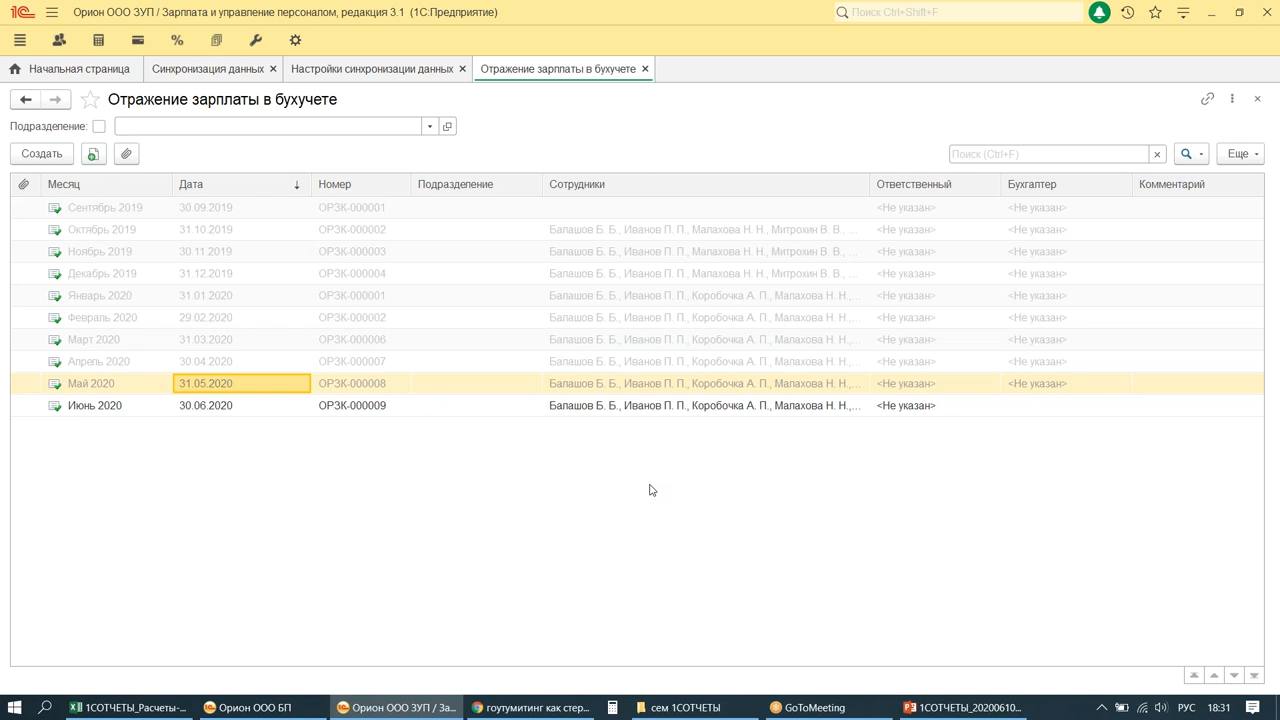 Орион ООО ЗУП / Зарплата и управление персоналом, редакция 3.1 (1С:Предприятие)
Поиск Ctrl+Shift+F
Начальная страница
Синхронизация данных
Настройки синхронизации данных
Отражение зарплаты в бухучете
Отражение зарплаты в бухучете
Подразделение:
Создать
Поиск (Ctrl+F)
Еще
Месяц Дата Номер Подразделение Сотрудники Ответственный Бухгалтер Комментарий
Сентябрь 2019 30.09.2019 ОРЗК-000001 <Не указан> <Не указан>
Октябрь 2019 31.10.2019 ОРЗК-000002 Балашов Б. Б., Иванов П. П., Малахова Н. Н., Митрохин В. В., ... <Не указан> <Не указан>
Ноябрь 2019 30.11.2019 ОРЗК-000003 Балашов Б. Б., Иванов П. П., Малахова Н. Н., Митрохин В. В., ... <Не указан> <Не указан>
Декабрь 2019 31.12.2019 ОРЗК-000004 Балашов Б. Б., Иванов П. П., Малахова Н. Н., Митрохин В. В., ... <Не указан> <Не указан>
Январь 2020 31.01.2020 ОРЗК-000001 Балашов Б. Б., Иванов П. П., Коробочка А. П., Малахова Н. Н.,... <Не указан> <Не указан>
Февраль 2020 29.02.2020 ОРЗК-000002 Балашов Б. Б., Иванов П. П., Коробочка А. П., Малахова Н. Н.,... <Не указан> <Не указан>
Март 2020 31.03.2020 ОРЗК-000006 Балашов Б. Б., Иванов П. П., Коробочка А. П., Малахова Н. Н.,... <Не указан> <Не указан>
Апрель 2020 30.04.2020 ОРЗК-000007 Балашов Б. Б., Иванов П. П., Коробочка А. П., Малахова Н. Н.,... <Не указан> <Не указан>
Май 2020 31.05.2020 ОРЗК-000008 Балашов Б. Б., Иванов П. П., Коробочка А. П., Малахова Н. Н.,... <Не указан> <Не указан>
Июнь 2020 30.06.2020 ОРЗК-000009 Балашов Б. Б., Иванов П. П., Коробочка А. П., Малахова Н. Н.,... <Не указан>
1СОТЧЕТЫ_Расчеты-... Орион ООО БП Орион ООО ЗУП / За... гоутумитинг как стер... сем 1СОТЧЕТЫ GoToMeeting 1СОТЧЕТЫ_20200610... РУС 18:31